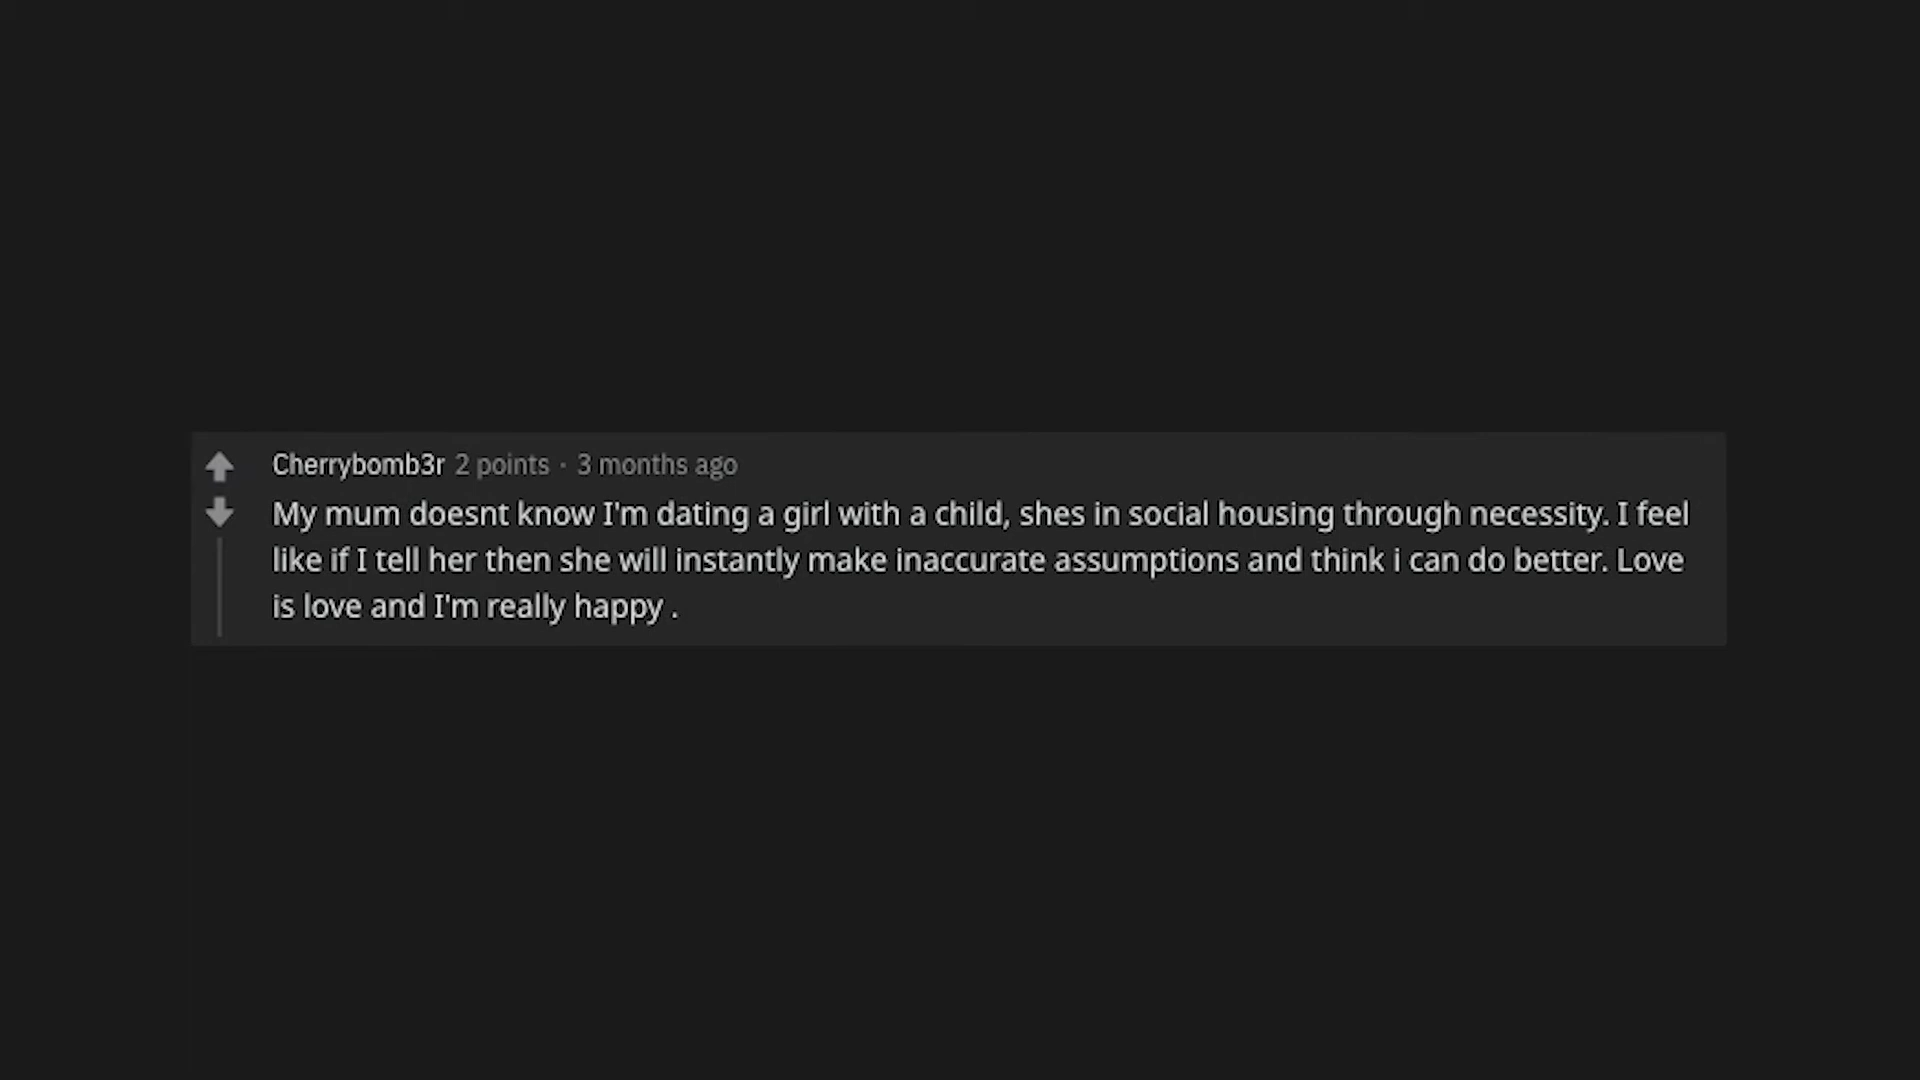 Cherrybomb3r 2 points · 3 months ago
My mum doesnt know I'm dating a girl with a child, shes in social housing through necessity. I feel
like if I tell her then she will instantly make inaccurate assumptions and think i can do better. Love
is love and I'm really happy .